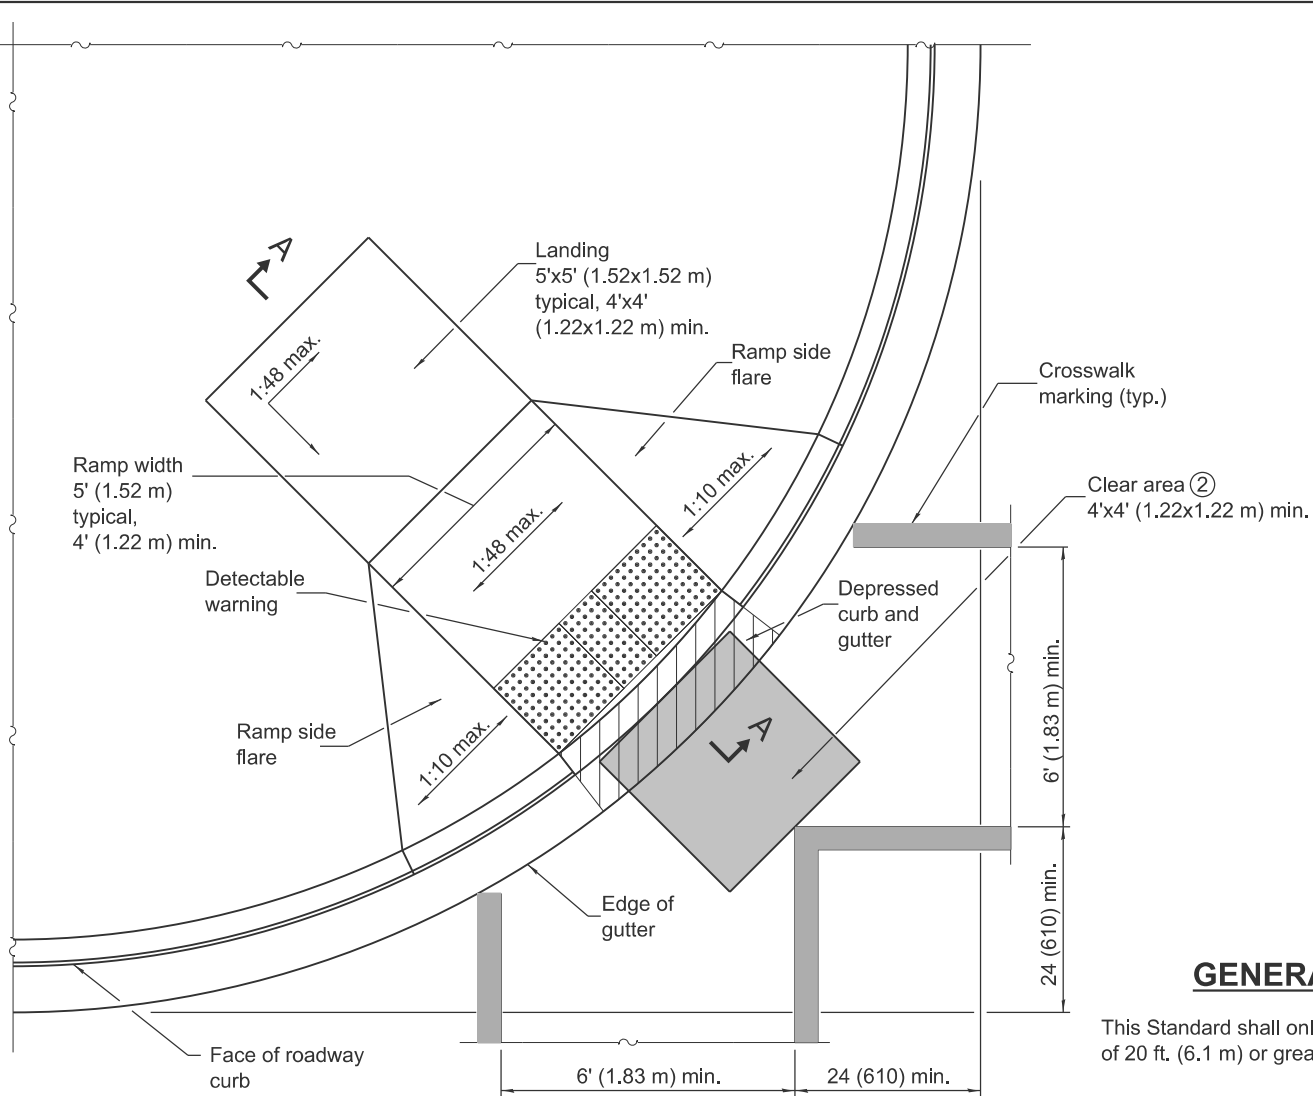 A
Landing
5'x5' (1.52x1.52 m)
typical, 4'x4'
(1.22x1.22 m) min.
1:48 max.
Ramp side
flare
Crosswalk
marking (typ.)
Ramp width
5' (1.52 m)
typical,
4' (1.22 m) min.
1:10 max.
Clear area 2
4'x4' (1.22x1.22 m) min.
1:48 max.
Detectable
warning
Depressed
curb and
gutter
6' (1.83 m) min.
Ramp side
flare
1:10 max.
A
Edge of
gutter
24 (610) min.
This Standard shall
of 20 ft. (6.1 m) or
Face of roadway
curb
6' (1.83 m) min.
24 (610) min.